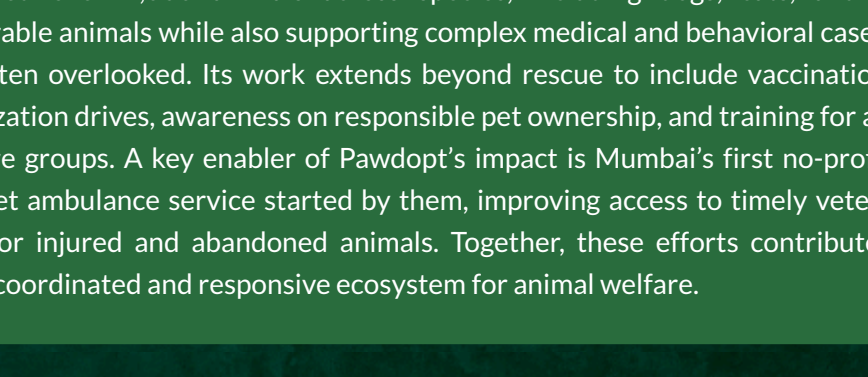 rable animals while also supporting complex medical and behavioral case
ten overlooked. Its work extends beyond rescue to include vaccinatio
zation drives, awareness on responsible pet ownership, and training for a
e groups. A key enabler of Pawdopt's impact is Mumbai's first no-prof
et ambulance service started by them, improving access to timely vete
or injured and abandoned animals. Together, these efforts contribute
coordinated and responsive ecosystem for animal welfare.